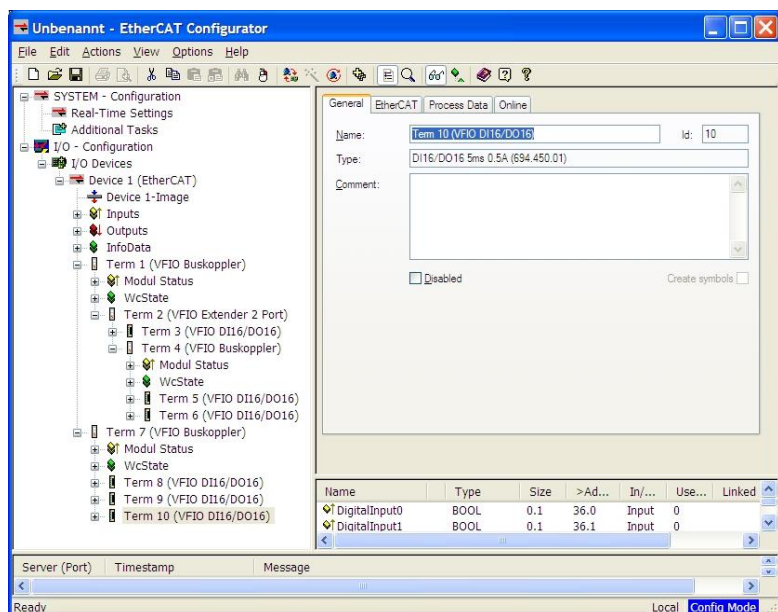 Unbenannt - EtherCAT Configurator
File Edit Actions View Options Help
SYSTEM - Configuration
Real-Time Settings
Additional Tasks
I/O - Configuration
I/O Devices
Device 1 (EtherCAT)
Device 1-Image
Inputs
Outputs
InfoData
Term 1 (VFIO Buskoppler)
Modul Status
WcState
Term 2 (VFIO Extender 2 Port)
Term 3 (VFIO DI16/DO16)
Term 4 (VFIO Buskoppler)
Modul Status
WcState
Term 5 (VFIO DI16/DO16)
Term 6 (VFIO DI16/DO16)
Term 7 (VFIO Buskoppler)
Modul Status
WcState
Term 8 (VFIO DI16/DO16)
Term 9 (VFIO DI16/DO16)
Term 10 (VFIO DI16/DO16)
General EtherCAT Process Data Online
Name: Term 10 (VFIO DI16/DO16) Id: 10
Type: DI16/DO16 5ms 0.5A (694.450.01)
Comment:
Disabled Create symbols
Name Type Size >Ad... In/... Use... Linked
DigitalInput0 BOOL 0.1 36.0 Input 0
DigitalInput1 BOOL 0.1 36.1 Input 0
Server (Port) Timestamp Message
Ready Local Config Mode